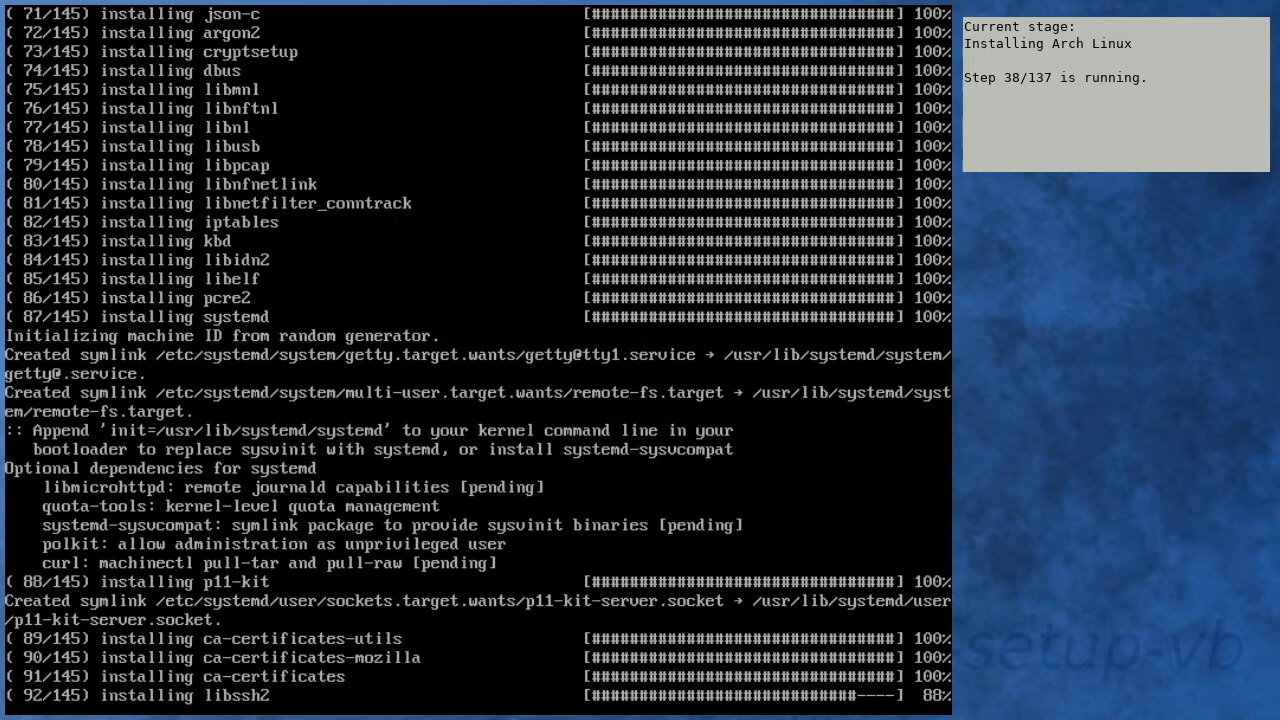 ( 71/145) installing json-c [################################] 100%
( 72/145) installing argon2 [################################] 100%
( 73/145) installing cryptsetup [################################] 100%
( 74/145) installing dbus [################################] 100%
( 75/145) installing libmnl [################################] 100%
( 76/145) installing libnftnl [################################] 100%
( 77/145) installing libnl [################################] 100%
( 78/145) installing libusb [################################] 100%
( 79/145) installing libpcap [################################] 100%
( 80/145) installing libnfnetlink [################################] 100%
( 81/145) installing libnetfilter_conntrack [################################] 100%
( 82/145) installing iptables [################################] 100%
( 83/145) installing kbd [################################] 100%
( 84/145) installing libidn2 [################################] 100%
( 85/145) installing libelf [################################] 100%
( 86/145) installing pcre2 [################################] 100%
( 87/145) installing systemd [################################] 100%
Initializing machine ID from random generator.
Created symlink /etc/systemd/system/getty.target.wants/getty@tty1.service → /usr/lib/systemd/system/
getty@.service.
Created symlink /etc/systemd/system/multi-user.target.wants/remote-fs.target → /usr/lib/systemd/syst
em/remote-fs.target.
:: Append 'init=/usr/lib/systemd/systemd' to your kernel command line in your
bootloader to replace sysvinit with systemd, or install systemd-sysvcompat
Optional dependencies for systemd
libmicrohttpd: remote journald capabilities [pending]
quota-tools: kernel-level quota management
systemd-sysvcompat: symlink package to provide sysvinit binaries [pending]
polkit: allow administration as unprivileged user
curl: machinectl pull-tar and pull-raw [pending]
( 88/145) installing p11-kit [################################] 100%
Created symlink /etc/systemd/user/sockets.target.wants/p11-kit-server.socket → /usr/lib/systemd/user
/p11-kit-server.socket.
( 89/145) installing ca-certificates-utils [################################] 100%
( 90/145) installing ca-certificates-mozilla [################################] 100%
( 91/145) installing ca-certificates [################################] 100%
( 92/145) installing libssh2 [############################----] 88%
Current stage:
Installing Arch Linux
Step 38/137 is running.
setup-vb